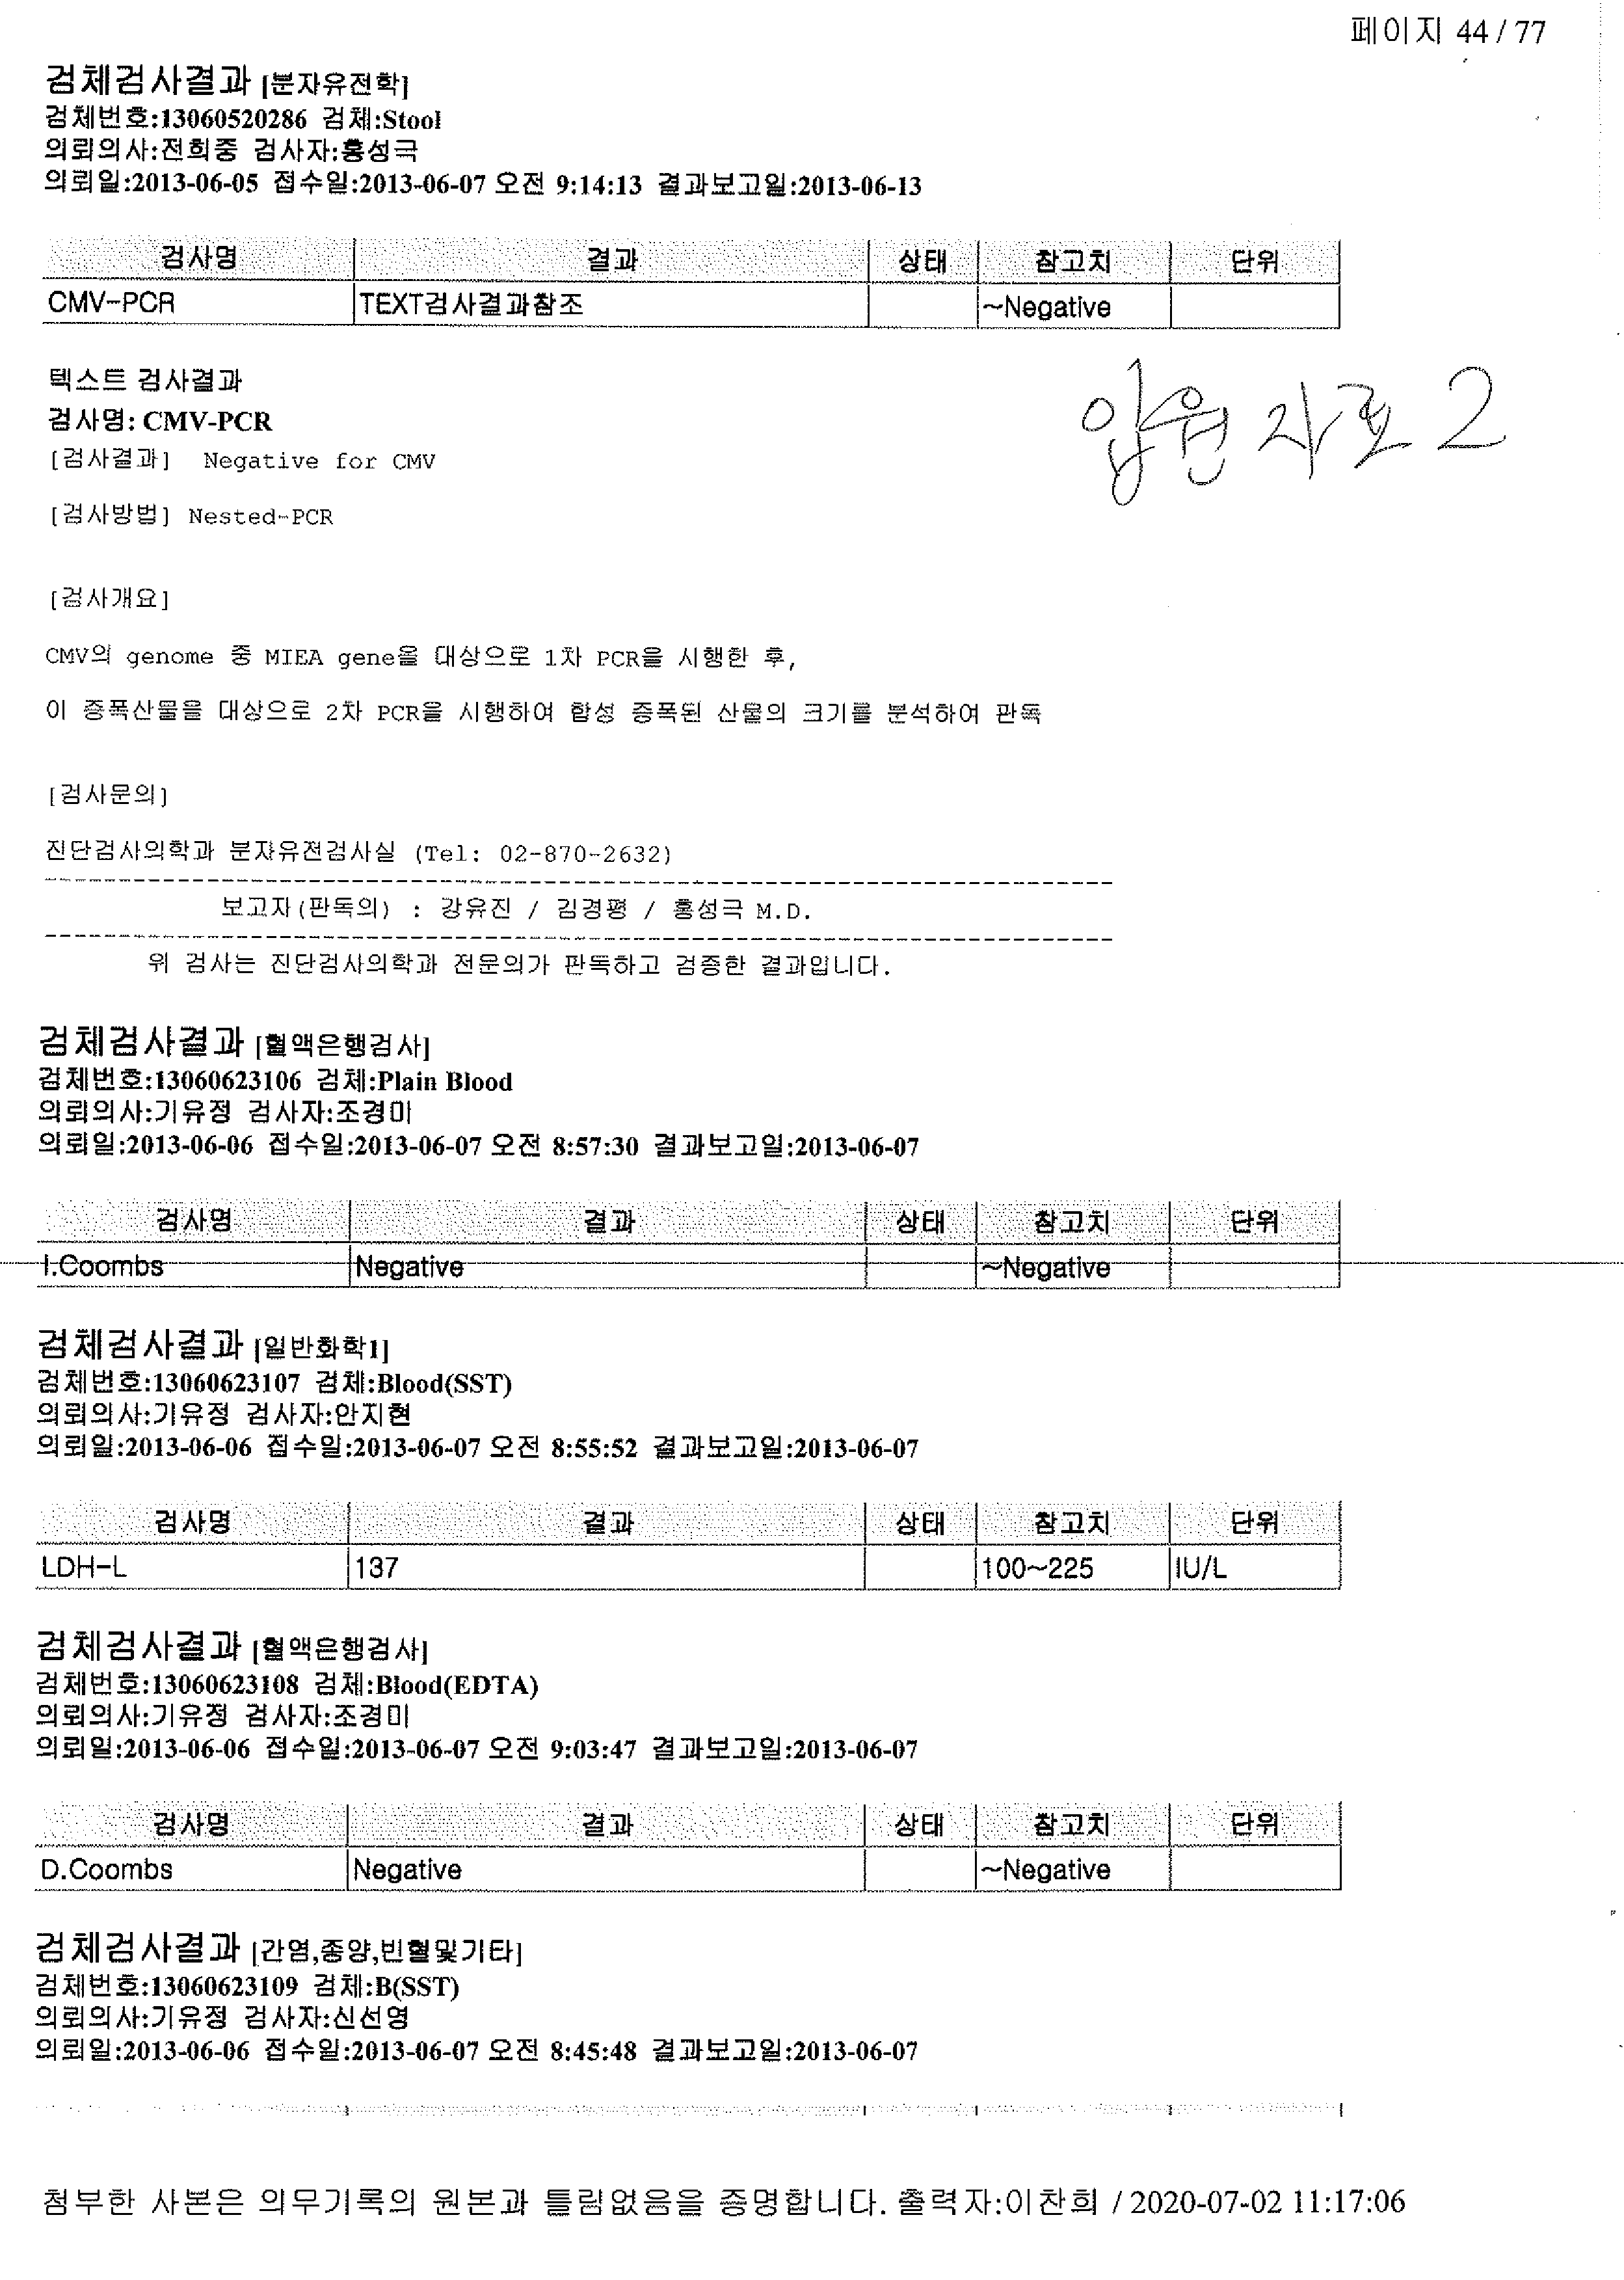 페이지 44 / 77
검체검사결과 [분자유전학]
검체번호:13060520286 검체:Stool
의뢰의사:전희중 검사자:홍성극
의뢰일:2013-06-05 접수일:2013-06-07 오전 9:14:13 결과보고일:2013-06-13
검사명 결과 상태 참고치 단위
CMV-PCR TEXT검사결과참조 ~Negative
텍스트 검사결과
검사명: CMV-PCR
자료 2
[검사결과] Negative for CMV
[검사방법] Nested-PCR
[검사개요]
CMV의 genome 중 MIEA gene을 대상으로 1차 PCR을 시행한 후,
이 증폭산물을 대상으로 2차 PCR을 시행하여 합성 증폭된 산물의 크기를 분석하여 판독
[검사문의]
진단검사의학과 분자유전검사실 (Tel: 02-870-2632)
보고자(판독의) : 강유진 / 김경평 / 홍성극 M.D.
위 검사는 진단검사의학과 전문의가 판독하고 검증한 결과입니다.
검체검사결과 [혈액은행검사]
검체번호:13060623106 검체:Plain Blood
의뢰의사:기유정 검사자:조경미
의뢰일:2013-06-06 접수일:2013-06-07 오전 8:57:30 결과보고일:2013-06-07
검사명 결과 상태 참고치 단위
I.Coombs Negative ~Negative
검체검사결과 [일반화학1]
검체번호:13060623107 검체:Blood(SST)
의뢰의사:기유정 검사자:안지현
의뢰일:2013-06-06 접수일:2013-06-07 오전 8:55:52 결과보고일:2013-06-07
검사명 결과 상태 참고치 단위
LDH-L 137 100~225 IU/L
검체검사결과 [혈액은행검사]
검체번호:13060623108 검체:Blood(EDTA)
의뢰의사:기유정 검사자:조경미
의뢰일:2013-06-06 접수일:2013-06-07 오전 9:03:47 결과보고일:2013-06-07
검사명 결과 상태 참고치 단위
D.Coombs Negative ~Negative
검체검사결과 [간염,종양,빈혈및기타]
검체번호:13060623109 검체:B(SST)
의뢰의사:기유정 검사자:신선영
의뢰일:2013-06-06 접수일:2013-06-07 오전 8:45:48 결과보고일:2013-06-07
첨부한 사본은 의무기록의 원본과 틀림없음을 증명합니다. 출력자:이찬희 / 2020-07-02 11:17:06